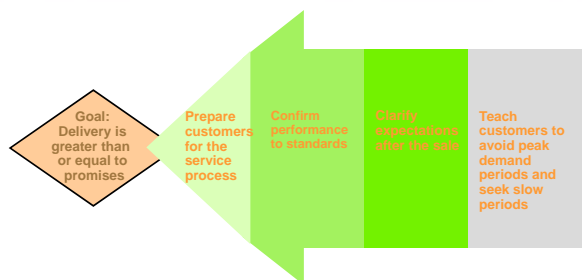 Goal:
Delivery is
greater than
or equal to
promises
Prepare
customers
for the
service
process
Confirm
performance
to standards
Clarify
expectations
after the sale
Teach
customers to
avoid peak
demand
periods and
seek slow
periods